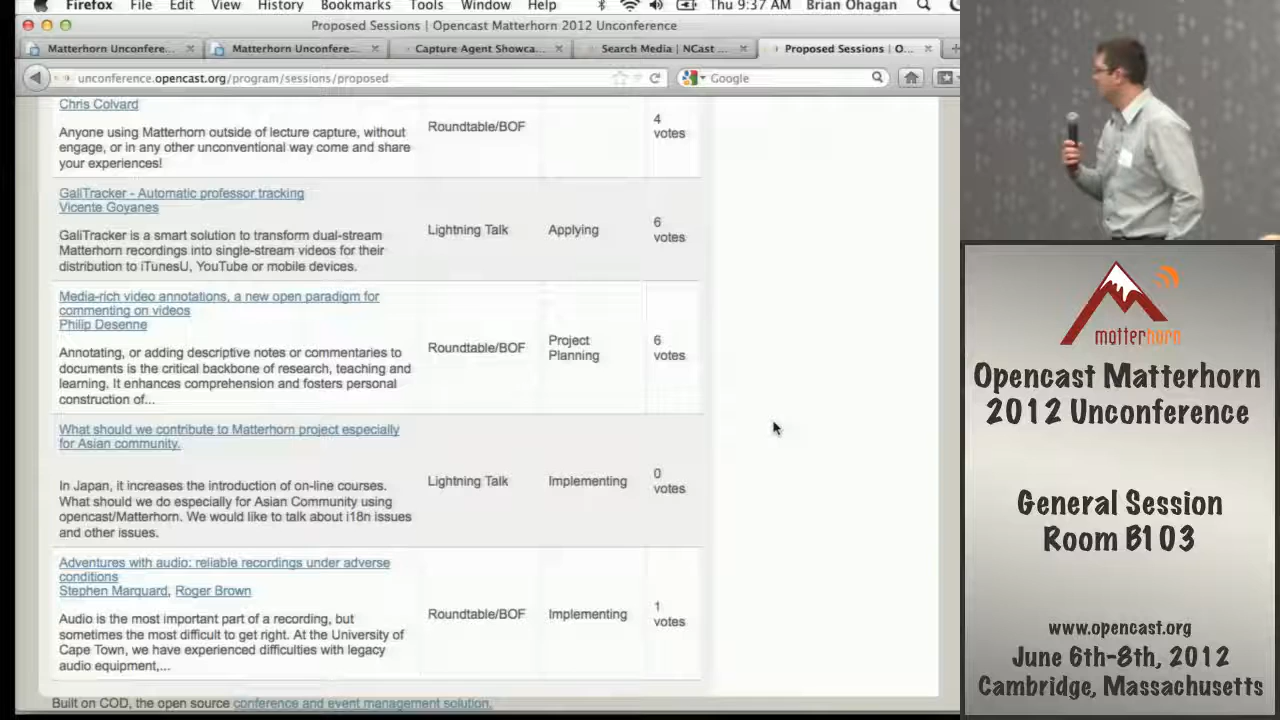 Firefox File Edit View History Bookmarks Tools Window Help Thu 9:37 AM Brian Ohagan
Proposed Sessions | Opencast Matterhorn 2012 Unconference
Matterhorn Unconfere... Matterhorn Unconfere... Capture Agent Showca... Search Media | NCast ... Proposed Sessions | O...
unconference.opencast.org/program/sessions/proposed
Google
Chris Colvard
Anyone using Matterhorn outside of lecture capture, without
engage, or in any other unconventional way come and share
your experiences!
Roundtable/BOF
4
votes
GaliTracker - Automatic professor tracking
Vicente Goyanes
GaliTracker is a smart solution to transform dual-stream
Matterhorn recordings into single-stream videos for their
distribution to iTunesU, YouTube or mobile devices.
Lightning Talk
Applying
6
votes
Media-rich video annotations, a new open paradigm for
commenting on videos
Philip Desenne
Annotating, or adding descriptive notes or commentaries to
documents is the critical backbone of research, teaching and
learning. It enhances comprehension and fosters personal
construction of...
Roundtable/BOF
Project
Planning
6
votes
What should we contribute to Matterhorn project especially
for Asian community.
In Japan, it increases the introduction of on-line courses.
What should we do especially for Asian Community using
opencast/Matterhorn. We would like to talk about i18n issues
and other issues.
Lightning Talk
Implementing
0
votes
Adventures with audio: reliable recordings under adverse
conditions
Stephen Marquard, Roger Brown
Audio is the most important part of a recording, but
sometimes the most difficult to get right. At the University of
Cape Town, we have experienced difficulties with legacy
audio equipment,...
Roundtable/BOF
Implementing
1
votes
Built on COD, the open source conference and event management solution.
matterhorn
Opencast Matterhorn
2012 Unconference
General Session
Room B103
www.opencast.org
June 6th-8th, 2012
Cambridge, Massachusetts